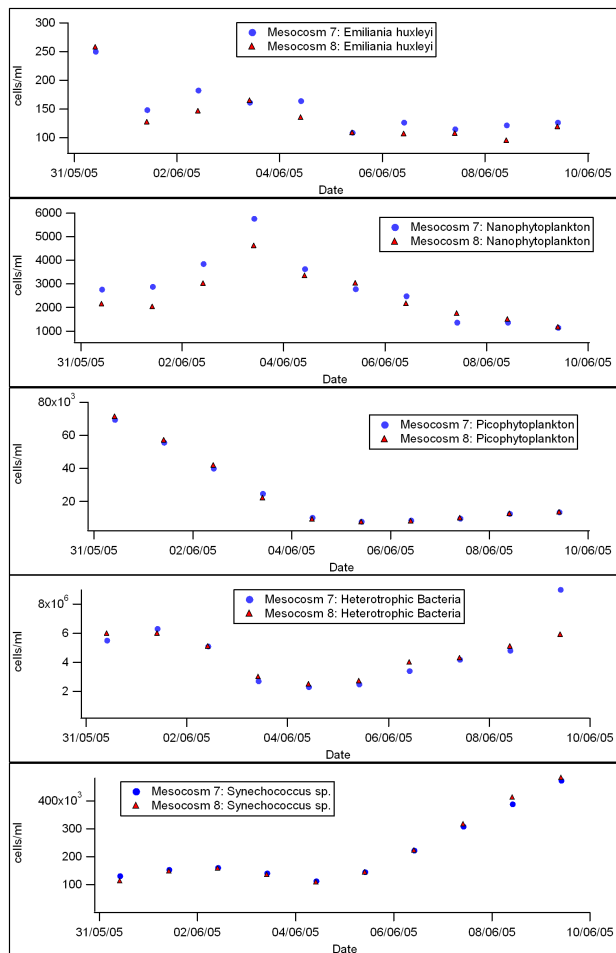 300
250
200
150
100
cells/ml
Mesocosm 7: Emiliania huxleyi
Mesocosm 8: Emiliania huxleyi
31/05/05 02/06/05 04/06/05 06/06/05 08/06/05 10/06/05
Date
6000
5000
4000
3000
2000
1000
cells/ml
Mesocosm 7: Nanophytoplankton
Mesocosm 8: Nanophytoplankton
31/05/05 02/06/05 04/06/05 06/06/05 08/06/05 10/06/05
Date
80x10³
60
40
20
cells/ml
Mesocosm 7: Picophytoplankton
Mesocosm 8: Picophytoplankton
31/05/05 02/06/05 04/06/05 06/06/05 08/06/05 10/06/05
Date
8x10⁶
6
4
2
cells/ml
Mesocosm 7: Heterotrophic Bacteria
Mesocosm 8: Heterotrophic Bacteria
31/05/05 02/06/05 04/06/05 06/06/05 08/06/05 10/06/05
Date
400x10³
300
200
100
cells/ml
Mesocosm 7: Synechococcus sp.
Mesocosm 8: Synechococcus sp.
31/05/05 02/06/05 04/06/05 06/06/05 08/06/05 10/06/05
Date